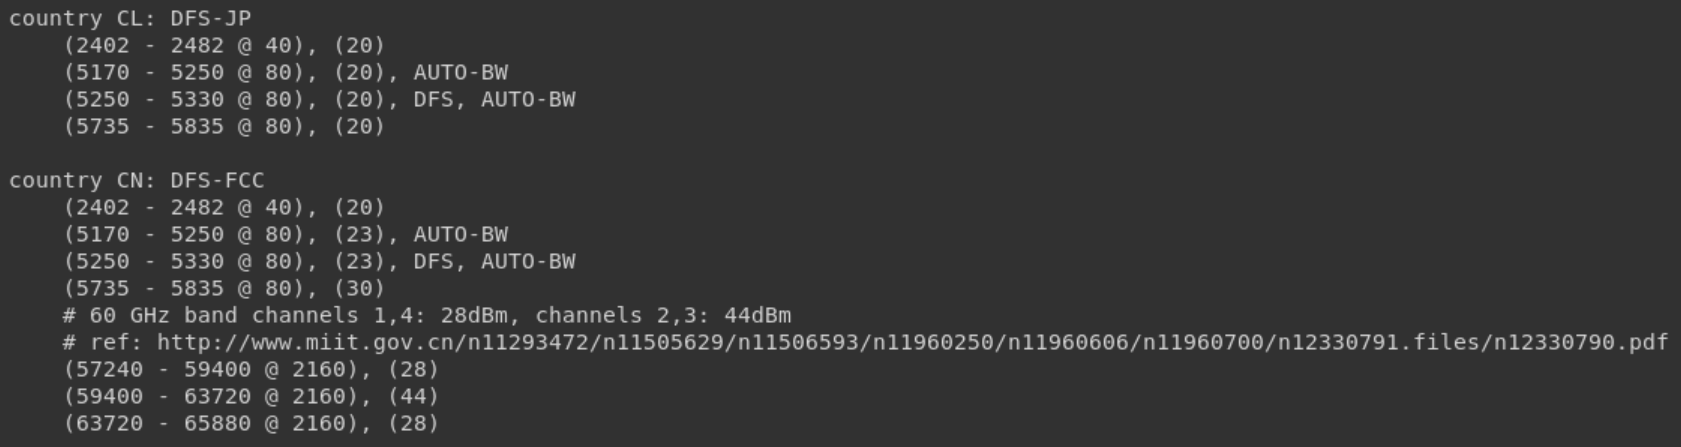 country CL: DFS-JP
    (2402 - 2482 @ 40), (20)
    (5170 - 5250 @ 80), (20), AUTO-BW
    (5250 - 5330 @ 80), (20), DFS, AUTO-BW
    (5735 - 5835 @ 80), (20)

country CN: DFS-FCC
    (2402 - 2482 @ 40), (20)
    (5170 - 5250 @ 80), (23), AUTO-BW
    (5250 - 5330 @ 80), (23), DFS, AUTO-BW
    (5735 - 5835 @ 80), (30)
    # 60 GHz band channels 1,4: 28dBm, channels 2,3: 44dBm
    # ref: http://www.miit.gov.cn/n11293472/n11505629/n11506593/n11960250/n11960606/n11960700/n12330791.files/n12330790.pdf
    (57240 - 59400 @ 2160), (28)
    (59400 - 63720 @ 2160), (44)
    (63720 - 65880 @ 2160), (28)